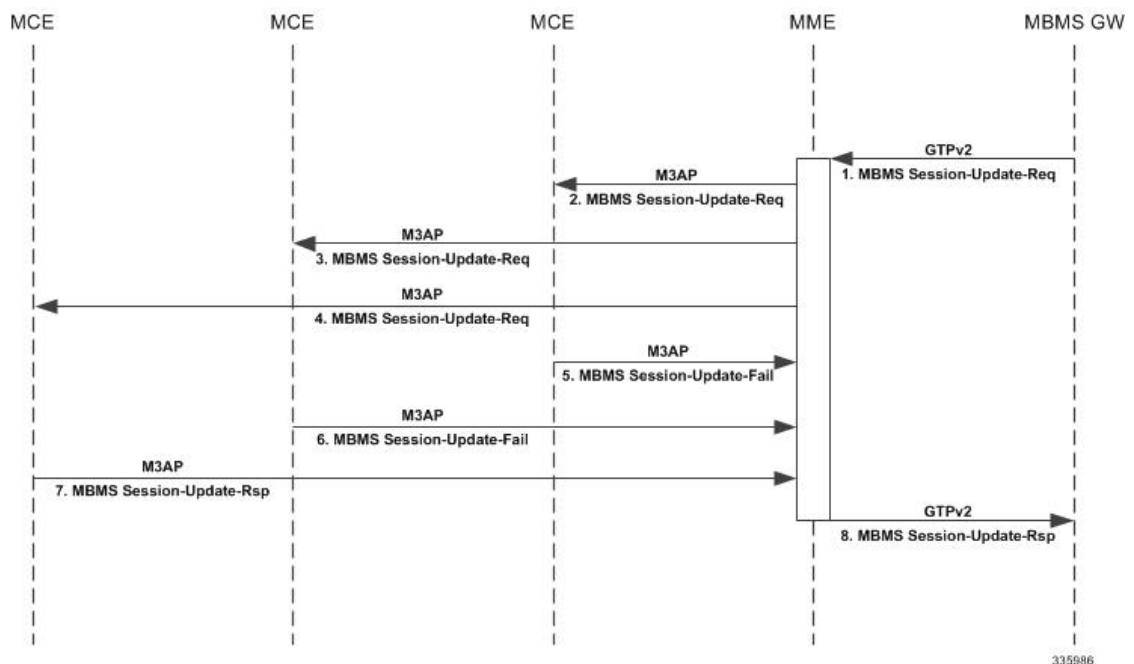 MCE MCE MCE MME MBMS GW
GTPv2
1. MBMS Session-Update-Req
M3AP
2. MBMS Session-Update-Req
M3AP
3. MBMS Session-Update-Req
M3AP
4. MBMS Session-Update-Req
M3AP
5. MBMS Session-Update-Fail
M3AP
6. MBMS Session-Update-Fail
M3AP
7. MBMS Session-Update-Rsp
GTPv2
8. MBMS Session-Update-Rsp
335986